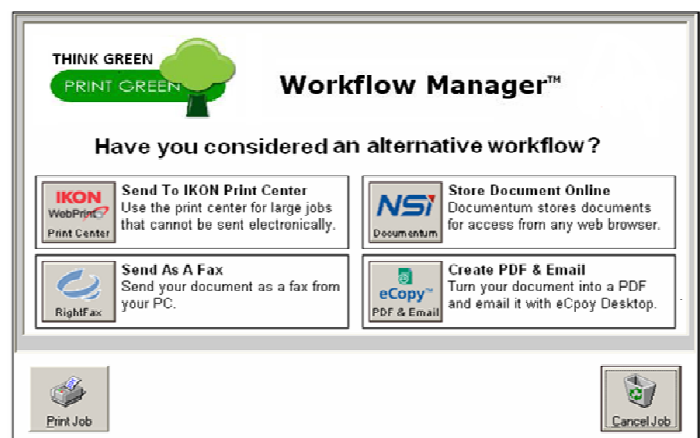 THINK GREEN
PRINT GREEN
Workflow Manager™
Have you considered an alternative workflow?
IKON
WebPrint
Print Center
Send To IKON Print Center
Use the print center for large jobs
that cannot be sent electronically.
NSi
Documentum
Store Document Online
Documentum stores documents
for access from any web browser.
RightFax
Send As A Fax
Send your document as a fax from
your PC.
eCopy™
PDF & Email
Create PDF & Email
Turn your document into a PDF
and email it with eCpoy Desktop.
Print Job
Cancel Job